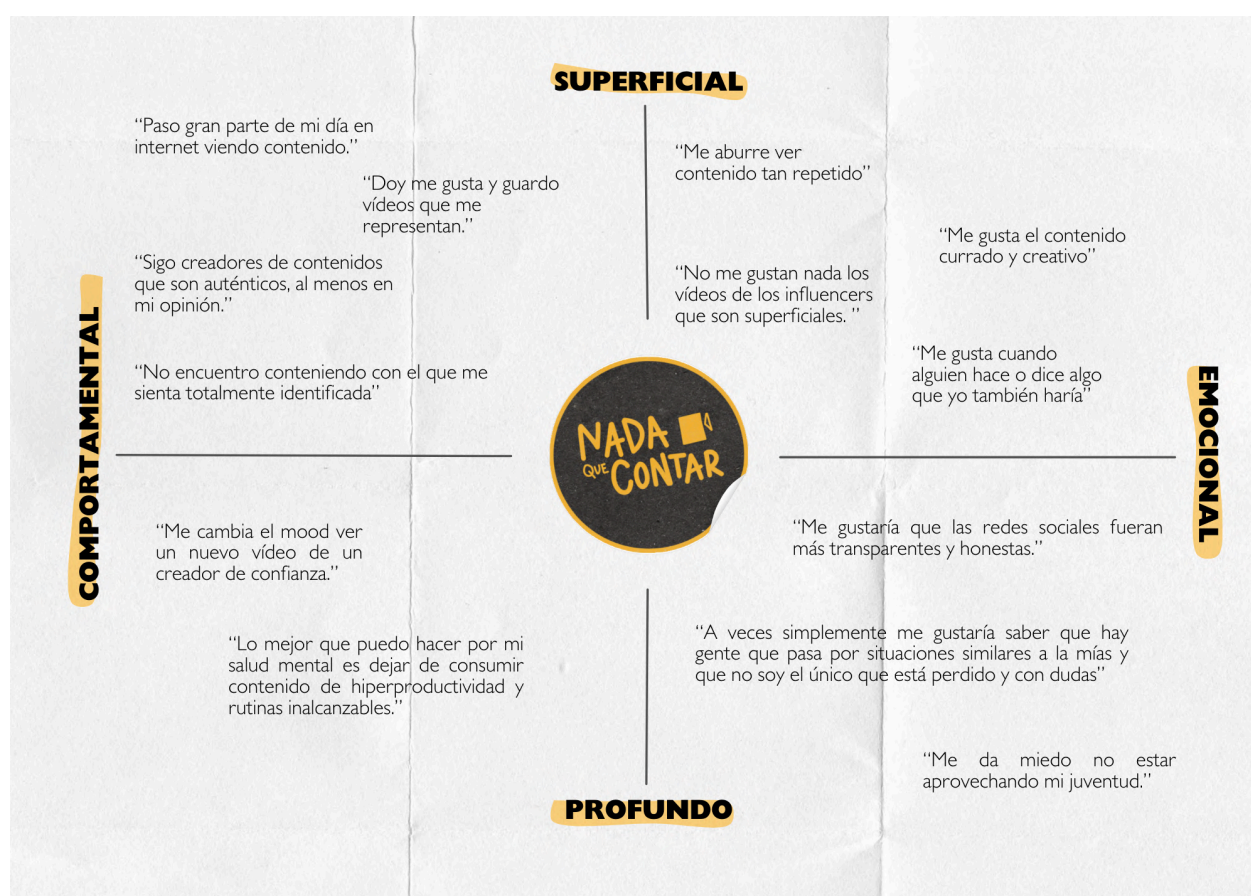 SUPERFICIAL
“Paso gran parte de mi día en
internet viendo contenido.”
“Doy me gusta y guardo
vídeos que me
representan.”
“Sigo creadores de contenidos
que son auténticos, al menos en
mi opinión.”
“No encuentro conteniendo con el que me
sienta totalmente identificada”
“Me aburre ver
contenido tan repetido”
“Me gusta el contenido
currado y creativo”
“No me gustan nada los
vídeos de los influencers
que son superficiales. ”
“Me gusta cuando
alguien hace o dice algo
que yo también haría”
COMPORTAMENTAL
NADA
QUE CONTAR
EMOCIONAL
“Me cambia el mood ver
un nuevo vídeo de un
creador de confianza.”
“Lo mejor que puedo hacer por mi
salud mental es dejar de consumir
contenido de hiperproductividad y
rutinas inalcanzables.”
“Me gustaría que las redes sociales fueran
más transparentes y honestas.”
“A veces simplemente me gustaría saber que hay
gente que pasa por situaciones similares a la mías y
que no soy el único que está perdido y con dudas”
“Me da miedo no estar
aprovechando mi juventud.”
PROFUNDO